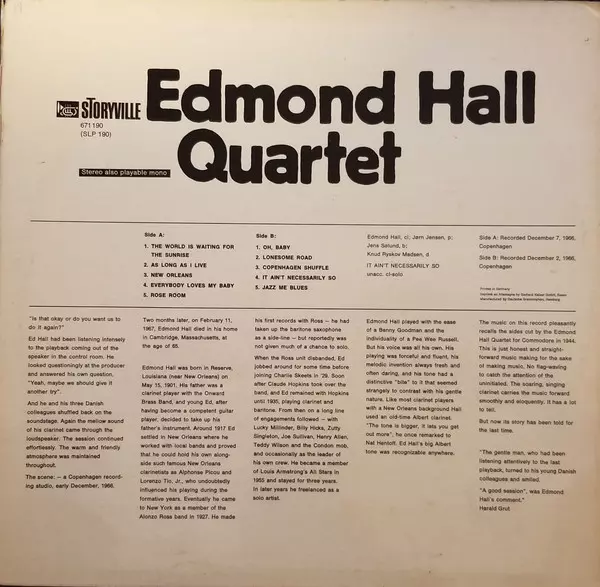 STORYVILLE
671 190
(SLP 190)
Edmond Hall
Quartet
Stereo also playable mono
Side A:
1. THE WORLD IS WAITING FOR
THE SUNRISE
2. AS LONG AS I LIVE
3. NEW ORLEANS
4. EVERYBODY LOVES MY BABY
5. ROSE ROOM
Side B:
1. OH, BABY
2. LONESOME ROAD
3. COPENHAGEN SHUFFLE
4. IT AIN'T NECESSARILY SO
5. JAZZ ME BLUES
Edmond Hall, cl; Jørn Jensen, p;
Jens Sølund, b;
Knud Ryskov Madsen, d
IT AIN'T NECESSARILY SO
unacc. cl-solo
Side A: Recorded December 7, 1966,
Copenhagen
Side B: Recorded December 2, 1966,
Copenhagen
Printed in Germany
"Is that okay or do you want us to
do it again?"
Ed Hall had been listening intensely
to the playback coming out of the
speaker in the control room. He
looked questioningly at the producer
and answered his own question.
"Yeah, maybe we should give it
another try".
And he and his three Danish
colleagues shuffled back on the
soundstage. Again the mellow sound
of his clarinet came through the
loudspeaker. The session continued
effortlessly. The warm and friendly
atmosphere was maintained
throughout.
The scene: – a Copenhagen record-
ing studio, early December, 1966.
Two months later, on February 11,
1967, Edmond Hall died in his home
in Cambridge, Massachusetts, at
the age of 65.
Edmond Hall was born in Reserve,
Louisiana (near New Orleans) on
May 15, 1901. His father was a
clarinet player with the Onward
Brass Band, and young Ed, after
having become a competent guitar
player, decided to take up his
father's instrument. Around 1917 Ed
settled in New Orleans where he
worked with local bands and proved
that he could hold his own along-
side such famous New Orleans
clarinetists as Alphonse Picou and
Lorenzo Tio, Jr., who undoubtedly
influenced his playing during the
formative years. Eventually he came
to New York as a member of the
Alonzo Ross band in 1927. He made
his first records with Ross – he had
taken up the baritone saxophone
as a side-line – but reportedly was
not given much of a chance to solo.
When the Ross unit disbanded, Ed
jobbed around for some time before
joining Charlie Skeets in '29. Soon
after Claude Hopkins took over the
band, and Ed remained with Hopkins
until 1935, playing clarinet and
baritone. From then on a long line
of engagements followed – with
Lucky Millinder, Billy Hicks, Zutty
Singleton, Joe Sullivan, Henry Allen,
Teddy Wilson and the Condon mob,
and occasionally as the leader of
his own crew. He became a member
of Louis Armstrong's All Stars in
1955 and stayed for three years.
In later years he freelanced as a
solo artist.
Edmond Hall played with the ease
of a Benny Goodman and the
individuality of a Pee Wee Russell.
But his voice was all his own. His
playing was forceful and fluent, his
melodic invention always fresh and
often daring, and his tone had a
distinctive "bite" to it that seemed
strangely to contrast with his gentle
nature. Like most clarinet players
with a New Orleans background Hall
used an old-time Albert clarinet.
"The tone is bigger, it lets you get
out more", he once remarked to
Nat Hentoff. Ed Hall's big Albert
tone was recognizable anywhere.
The music on this record pleasantly
recalls the sides cut by the Edmond
Hall Quartet for Commodore in 1944.
This is just honest and straight-
forward music making for the sake
of making music. No flag-waving
to catch the attention of the
uninitiated. The soaring, singing
clarinet carries the music forward
smoothly and eloquently. It has a lot
to tell.
But now its story has been told for
the last time.
"The gentle man, who had been
listening attentively to the last
playback, turned to his young Danish
colleagues and smiled.
"A good session", was Edmond
Hall's comment."
Harald Grut